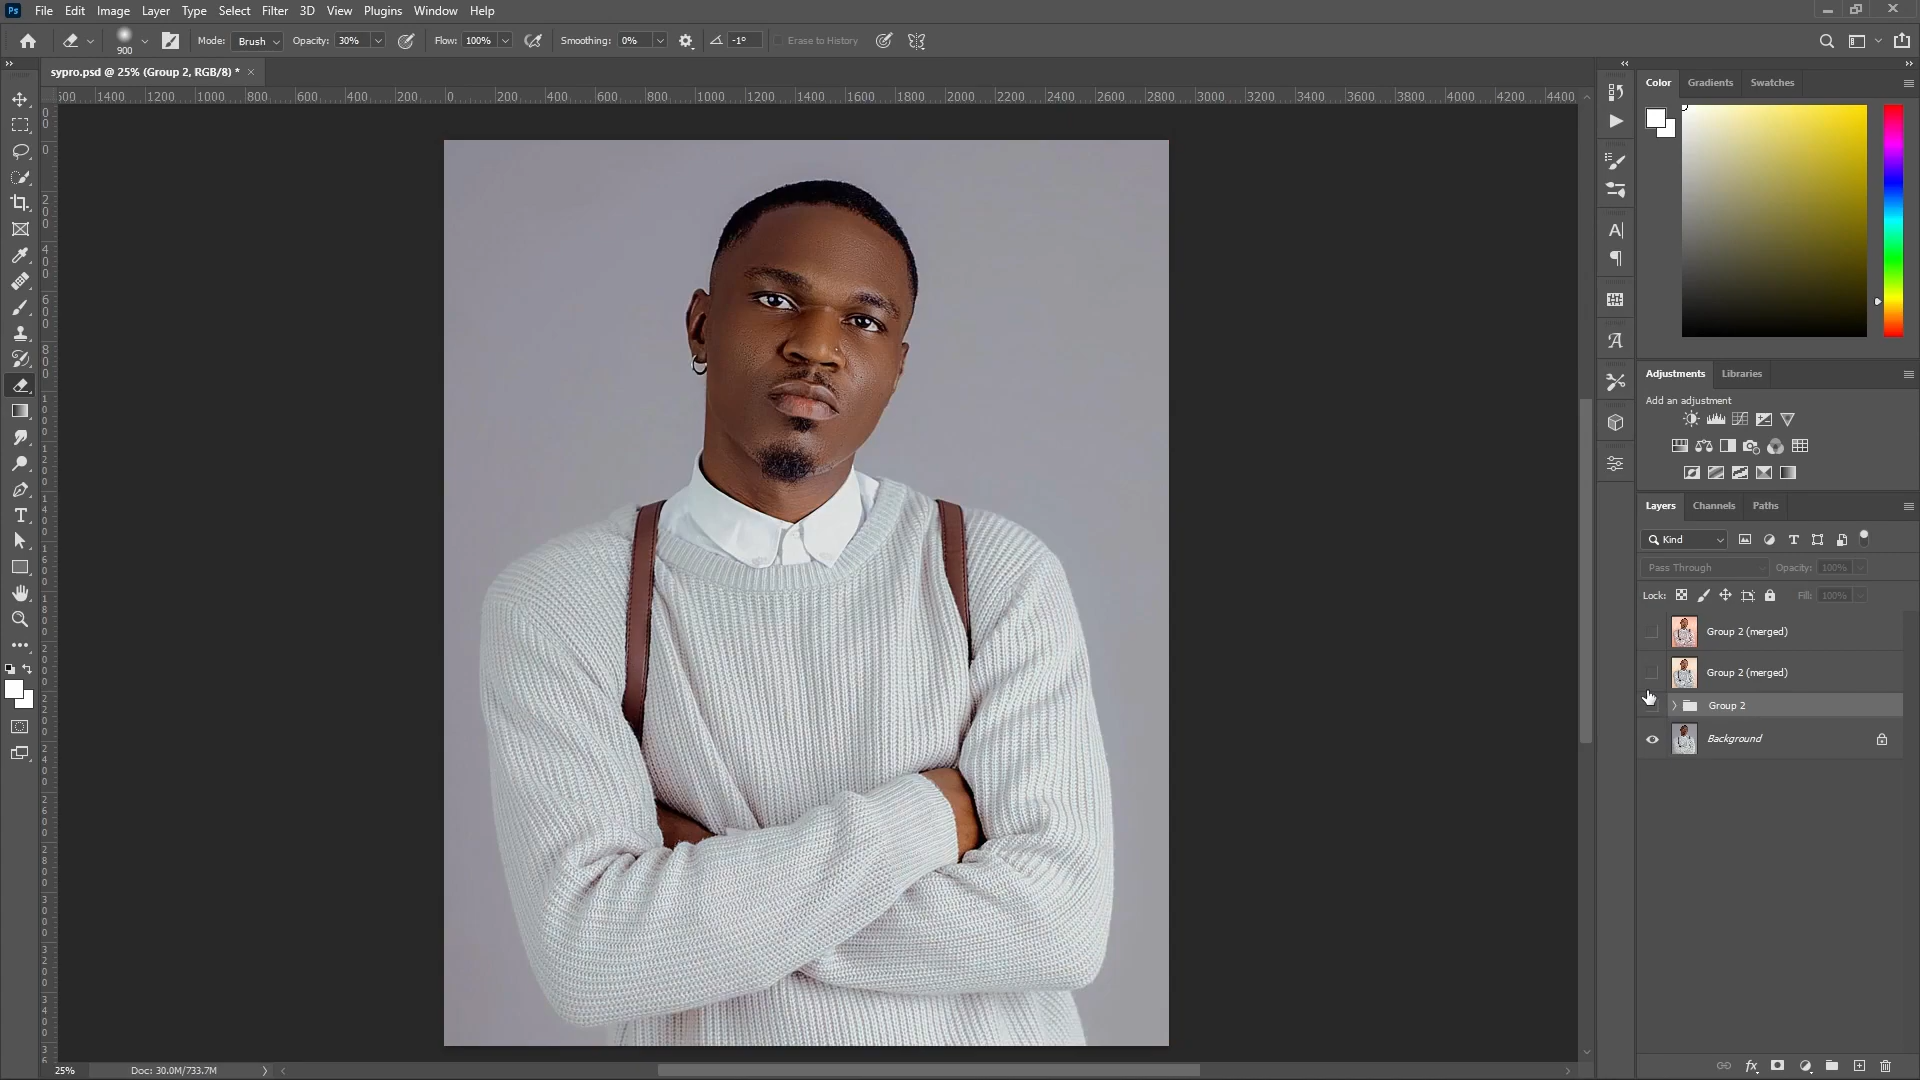 Ps File Edit Image Layer Type Select Filter 3D View Plugins Window Help
900 Mode: Brush Opacity: 30% Flow: 100% Smoothing: 0% -1° Erase to History
sypro.psd @ 25% (Group 2, RGB/8) * ×
1400 1200 1000 800 600 400 200 0 200 400 600 800 1000 1200 1400 1600 1800 2000 2200 2400 2600 2800 3000 3200 3400 3600 3800 4000 4200 4400
Color Gradients Swatches
Adjustments Libraries
Add an adjustment
Layers Channels Paths
Kind
Pass Through Opacity: 100%
Lock: Fill: 100%
Group 2 (merged)
Group 2 (merged)
Group 2
Background
25% Doc: 30.0M/733.7M